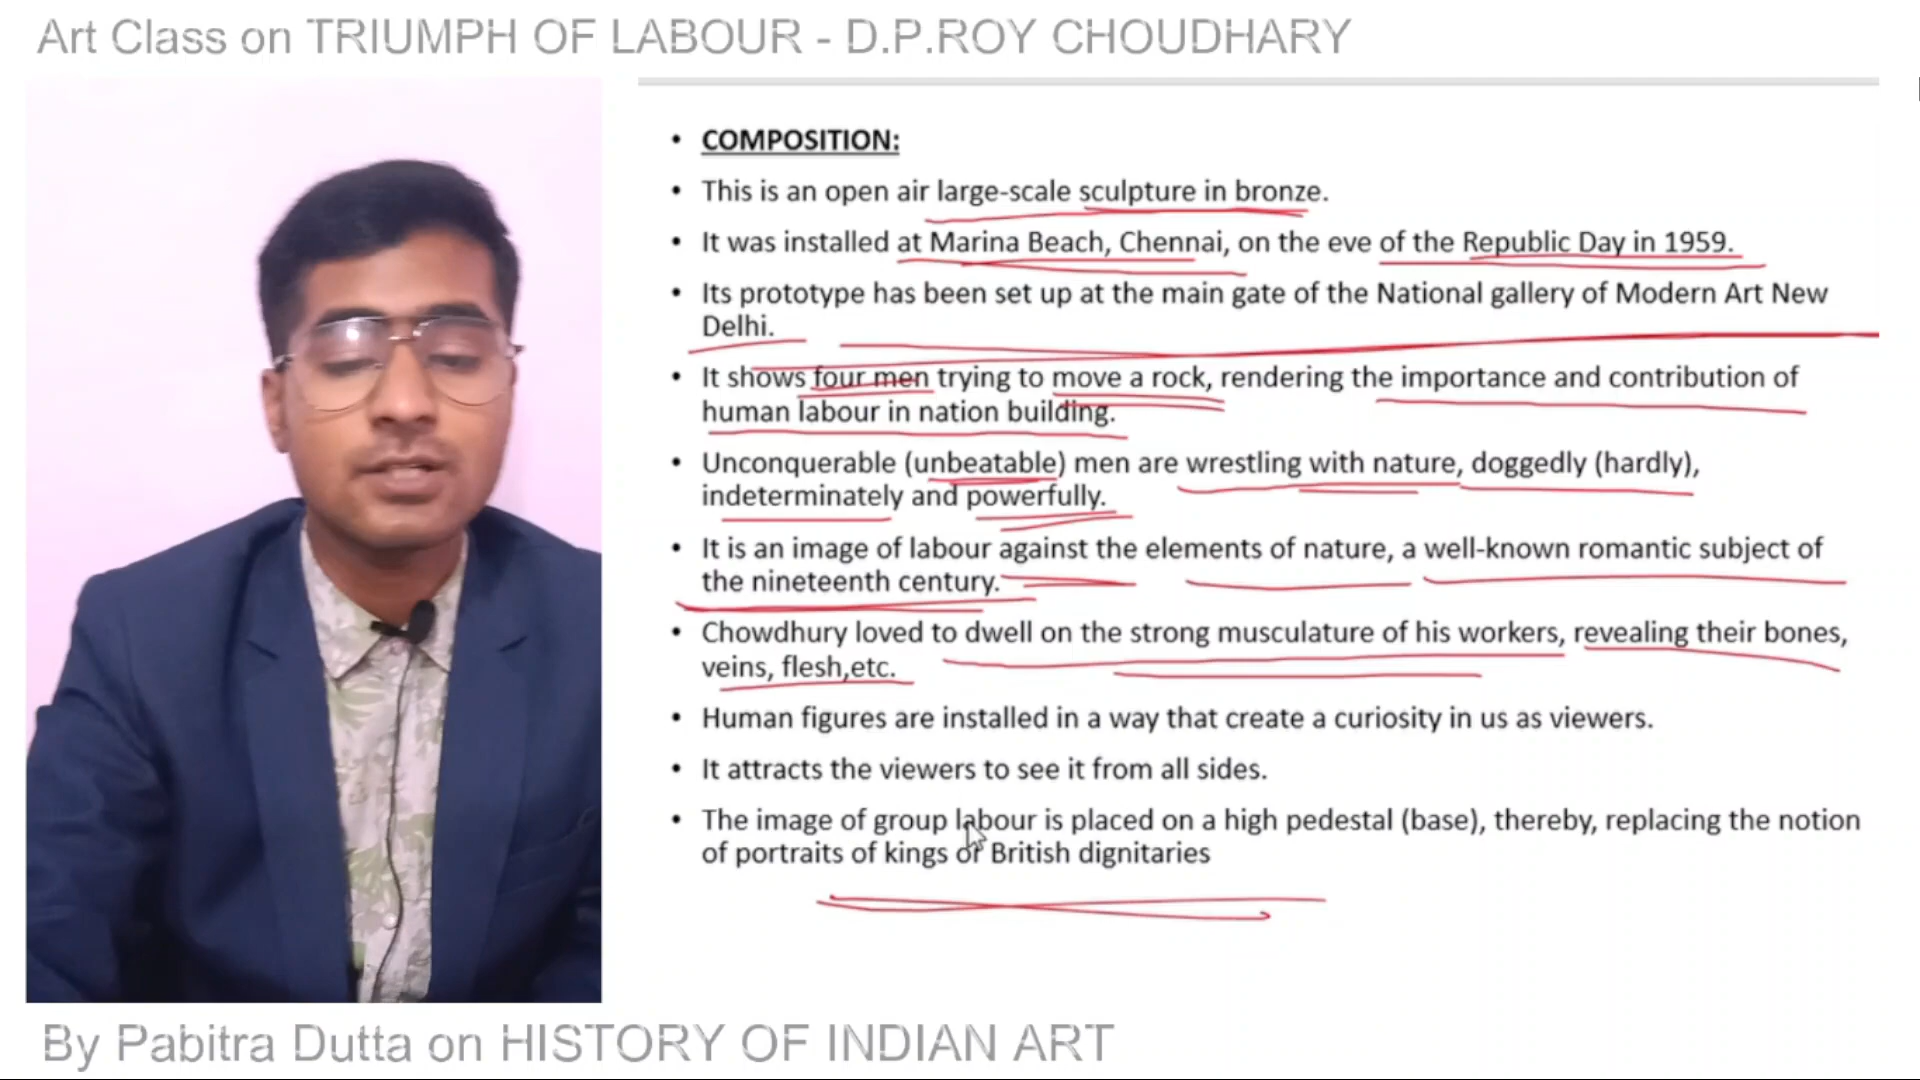 Art Class on TRIUMPH OF LABOUR - D.P.ROY CHOUDHARY
• COMPOSITION:
• This is an open air large-scale sculpture in bronze.
• It was installed at Marina Beach, Chennai, on the eve of the Republic Day in 1959.
• Its prototype has been set up at the main gate of the National gallery of Modern Art New
Delhi.
• It shows four men trying to move a rock, rendering the importance and contribution of
human labour in nation building.
• Unconquerable (unbeatable) men are wrestling with nature, doggedly (hardly),
indeterminately and powerfully.
• It is an image of labour against the elements of nature, a well-known romantic subject of
the nineteenth century.
• Chowdhury loved to dwell on the strong musculature of his workers, revealing their bones,
veins, flesh,etc.
• Human figures are installed in a way that create a curiosity in us as viewers.
• It attracts the viewers to see it from all sides.
• The image of group labour is placed on a high pedestal (base), thereby, replacing the notion
of portraits of kings or British dignitaries
By Pabitra Dutta on HISTORY OF INDIAN ART